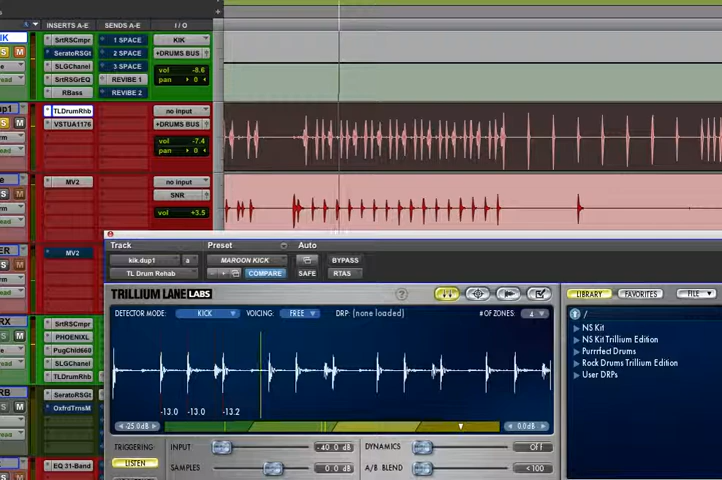 INSERTS A-E SENDS A-E I / O
SrtRSCmpr 1 SPACE KIK
SeratoRSGt 2 SPACE DRUMS BUS
SLGChanel 3 SPACE vol -8.6
SrtRSGrEQ REVIBE 1 pan 0
RBass REVIBE 2
TLDrumRhb no input
VSTUA1176 DRUMS BUS
vol -7.4
pan 0
MV2 no input
SNR
vol +3.5
MV2
SrtRSCmpr
PHOENIXL
PugChld660
SLGChanel
TLDrumRhb
SeratoRSGt
OxfrdTrnsM
EQ 31-Band
Track Preset Auto
kik.dup1 a MAROON KICK BYPASS
TL Drum Rehab - + COMPARE SAFE RTAS
TRILLIUM LANE LABS ? LIBRARY FAVORITES FILE
DETECTOR MODE: KICK VOICING: FREE DRP: (none loaded) # OF ZONES: 4
/
NS Kit
NS Kit Trillium Edition
Purrrfect Drums
Rock Drums Trillium Edition
User DRPs
-13.0 -13.0 -13.2
-25.0dB 0.0dB
TRIGGERING INPUT -40.0 dB DYNAMICS OFF
LISTEN SAMPLES 0.0 dB A/B BLEND <100